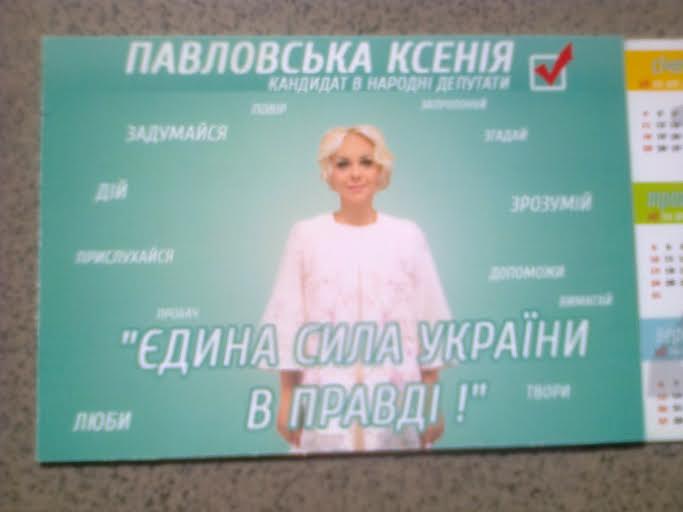 ПАВЛОВСЬКА КСЕНІЯ
КАНДИДАТ В НАРОДНІ ДЕПУТАТИ
ПОВІР
ЗАПРОПОНУЙ
ЗАДУМАЙСЯ
ЗГАДАЙ
ДІЙ
ЗРОЗУМІЙ
ПРИСЛУХАЙСЯ
ДОПОМОЖИ
ВИМАГАЙ
ПРОБАЧ
"ЄДИНА СИЛА УКРАЇНИ
В ПРАВДІ !"
ТВОРИ
ЛЮБИ